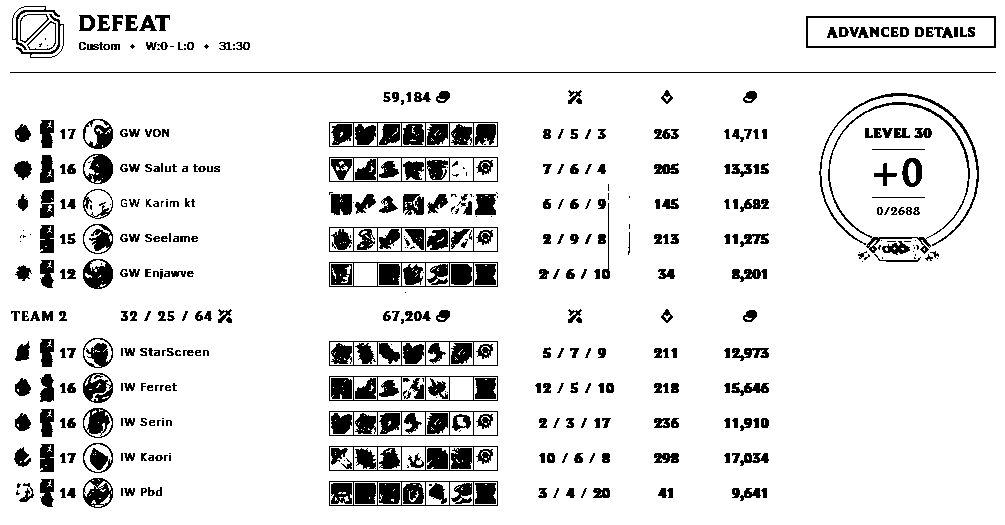 DEFEAT
Custom ✦ W:0 - L:0 ✦ 31:30
ADVANCED DETAILS
59,184
17 GW VON 8 / 5 / 3 263 14,711
16 GW Salut a tous 7 / 6 / 4 205 13,315
14 GW Karim kt 6 / 6 / 9 145 11,682
15 GW Seelame 2 / 9 / 8 213 11,275
12 GW Enjawve 2 / 6 / 10 34 8,201
LEVEL 30
+0
0/2688
TEAM 2 32 / 25 / 64 67,204
17 IW StarScreen 5 / 7 / 9 211 12,973
16 IW Ferret 12 / 5 / 10 218 15,646
16 IW Serin 2 / 3 / 17 236 11,910
17 IW Kaori 10 / 6 / 8 298 17,034
14 IW Pbd 3 / 4 / 20 41 9,641